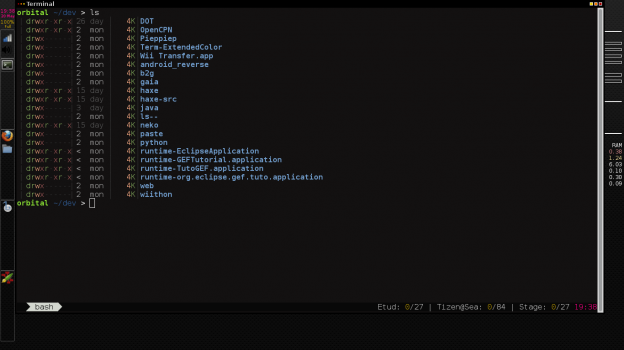 Terminal
orbital ~/dev > ls
drwxr xr x 26 day 4K DOT
drwxr xr x 2 mon 4K OpenCPN
drwx 2 mon 4K Pieppiep
drwx 2 mon 4K Term-ExtendedColor
drwx 2 mon 4K Wii Transfer.app
drwx 2 mon 4K android_reverse
drwx 2 mon 4K b2g
drwx 2 mon 4K gaia
drwxr xr x 15 day 4K haxe
drwxr xr x 15 day 4K haxe-src
drwx 3 day 4K java
drwx 2 mon 4K ls--
drwxr xr x 15 day 4K neko
drwx 2 mon 4K paste
drwx 2 mon 4K python
drwxr xr x < mon 4K runtime-EclipseApplication
drwxr xr x < mon 4K runtime-GEFTutorial.application
drwxr xr x < mon 4K runtime-TutoGEF.application
drwxr xr x < mon 4K runtime-org.eclipse.gef.tuto.application
drwx 2 mon 4K web
drwx 2 mon 4K wiithon
orbital ~/dev >
bash
Etud: 0/27 | Tizen@Sea: 0/84 | Stage: 0/27 19:39
100%
RAM
0.38
1.24
6.03
0.10
0.30
0.09